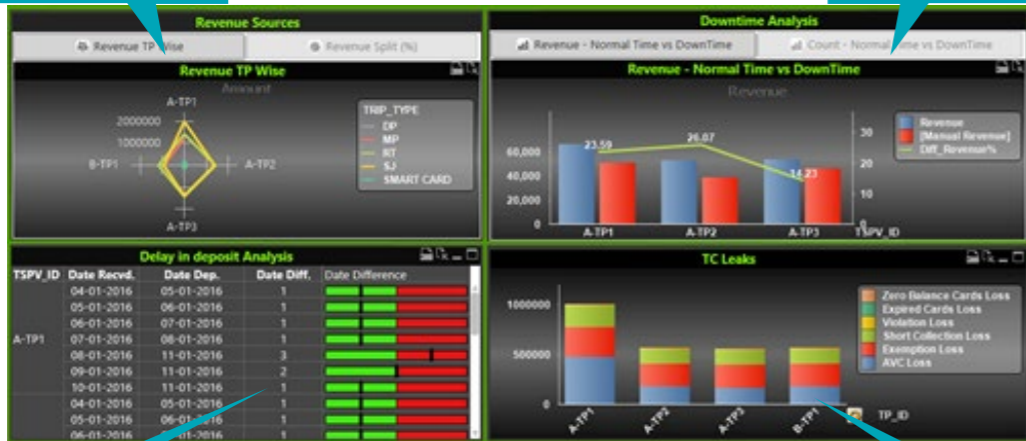 Revenue Sources
Revenue TP Wise
Revenue Split (%)
Revenue TP Wise
Amount
A-TP1
2000000
1000000
B-TP1
A-TP2
A-TP3
TRIP_TYPE
DP
MP
RT
SJ
SMART CARD
Downtime Analysis
Revenue - Normal Time vs DownTime
Count - Normal Time vs DownTime
Revenue - Normal Time vs DownTime
Revenue
Revenue
[Manual Revenue]
Diff_Revenue%
23.59
26.07
14.23
60,000
40,000
20,000
0
30
20
10
0
A-TP1
A-TP2
A-TP3
TSPV_ID
Delay in deposit Analysis
TSPV_ID Date Recvd. Date Dep. Date Diff. Date Difference
04-01-2016 05-01-2016 1
05-01-2016 06-01-2016 1
06-01-2016 07-01-2016 1
A-TP1 07-01-2016 08-01-2016 1
08-01-2016 11-01-2016 3
09-01-2016 11-01-2016 2
10-01-2016 11-01-2016 1
04-01-2016 05-01-2016 1
05-01-2016 06-01-2016 1
06-01-2016 07-01-2016 1
TC Leaks
1000000
500000
0
A-TP1
A-TP2
A-TP3
B-TP1
TP_ID
Zero Balance Cards Loss
Expired Cards Loss
Violation Loss
Short Collection Loss
Exemption Loss
AVC Loss